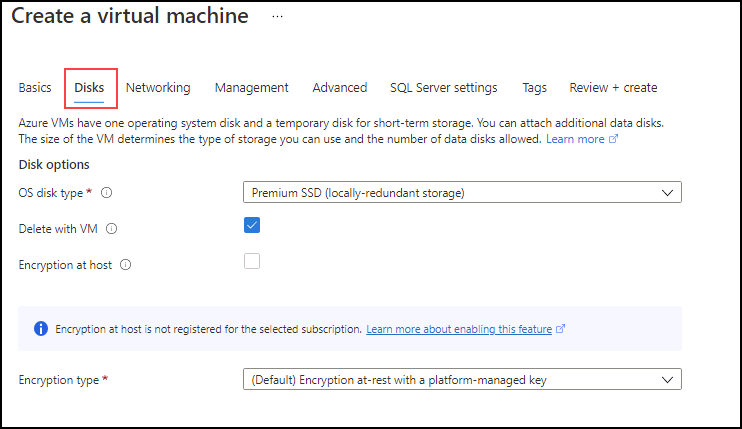 Create a virtual machine ...
Basics Disks Networking Management Advanced SQL Server settings Tags Review + create
Azure VMs have one operating system disk and a temporary disk for short-term storage. You can attach additional data disks.
The size of the VM determines the type of storage you can use and the number of data disks allowed. Learn more
Disk options
OS disk type * Premium SSD (locally-redundant storage)
Delete with VM
Encryption at host
Encryption at host is not registered for the selected subscription. Learn more about enabling this feature
Encryption type * (Default) Encryption at-rest with a platform-managed key